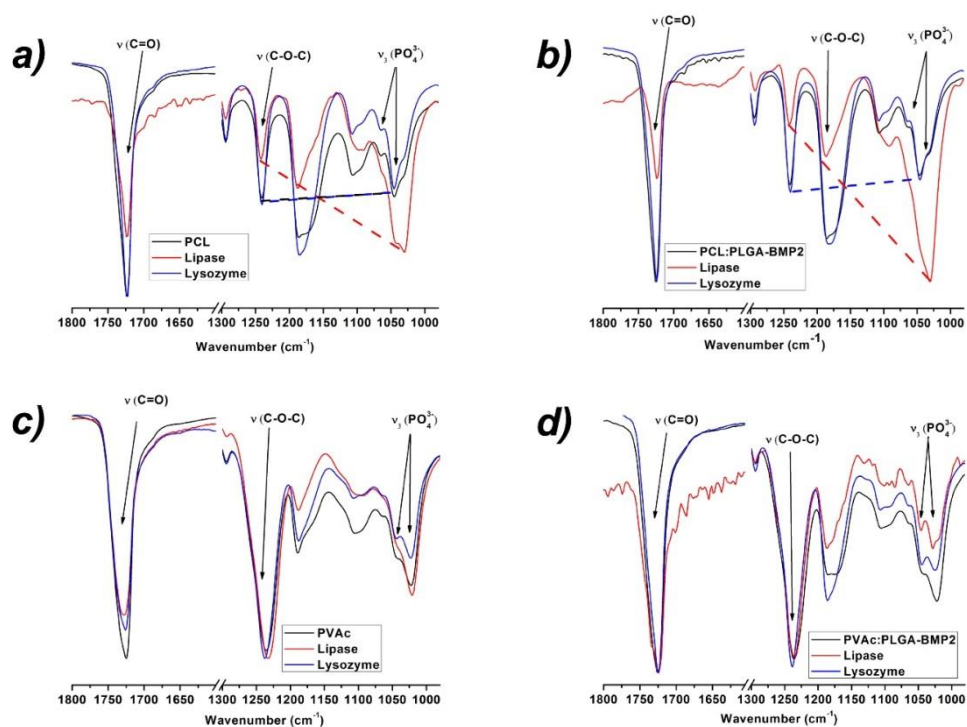 a)
ν (C=O)
ν (C-O-C)
ν₃ (PO₄³⁻)
PCL
Lipase
Lysozyme
1800 1700 1650 1300 1250 1200 1150 1100 1050 1000
Wavenumber (cm⁻¹)
b)
ν (C=O)
ν (C-O-C)
ν₃ (PO₄³⁻)
PCL:PLGA-BMP2
Lipase
Lysozyme
1800 1700 1650 1300 1250 1200 1150 1100 1050 1000
Wavenumber (cm⁻¹)
c)
ν (C=O)
ν (C-O-C)
ν₃ (PO₄³⁻)
PVAc
Lipase
Lysozyme
1800 1700 1650 1300 1250 1200 1150 1100 1050 1000
Wavenumber (cm⁻¹)
d)
ν (C=O)
ν (C-O-C)
ν₃ (PO₄³⁻)
PVAc:PLGA-BMP2
Lipase
Lysozyme
1800 1700 1650 1300 1250 1200 1150 1100 1050 1000
Wavenumber (cm⁻¹)